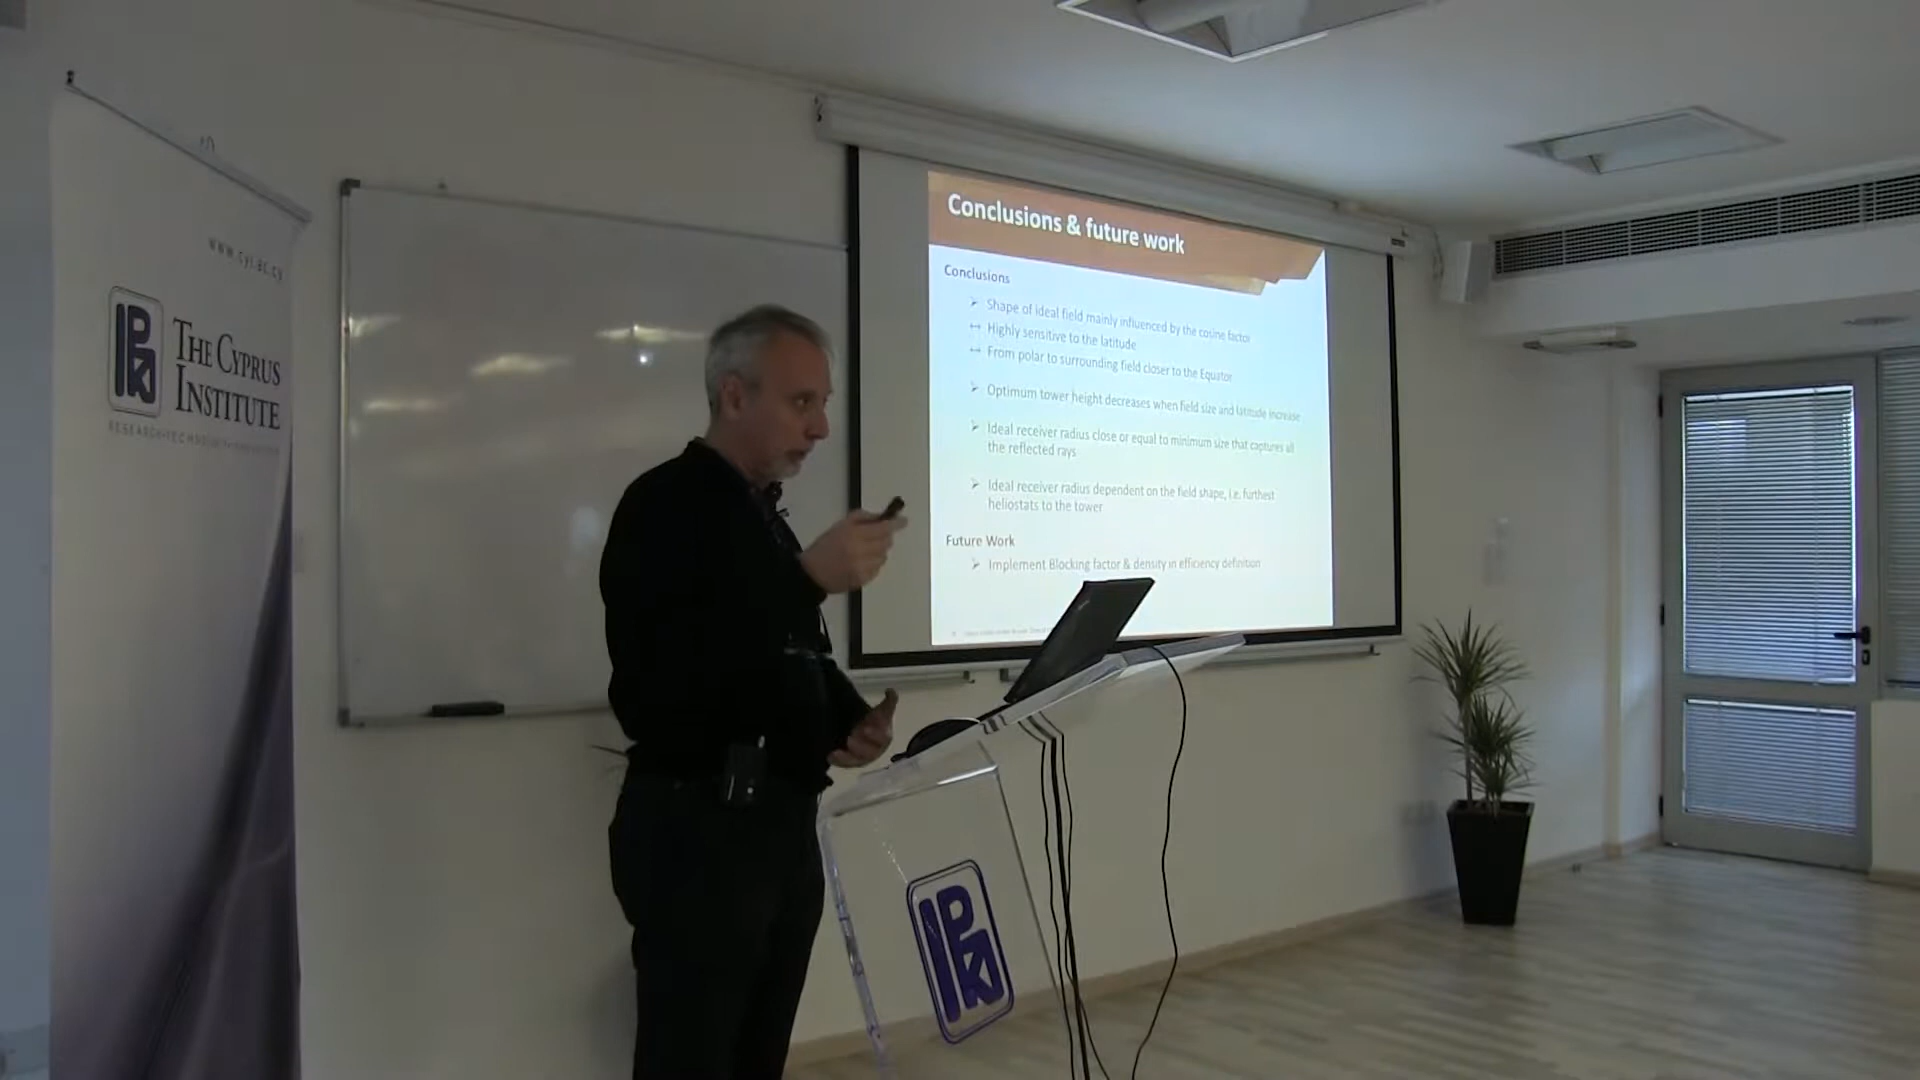 www.cyi.ac.cy
THE CYPRUS
INSTITUTE
Conclusions & future work
Conclusions
Shape of ideal field mainly influenced by the cosine factor
Highly sensitive to the latitude
From polar to surrounding field closer to the Equator
Optimum tower height decreases when field size and latitude increase
Ideal receiver radius close or equal to minimum size that captures all
the reflected rays
Ideal receiver radius dependent on the field shape, i.e. furthest
heliostats to the tower
Future Work
Implement Blocking factor & density in efficiency definition